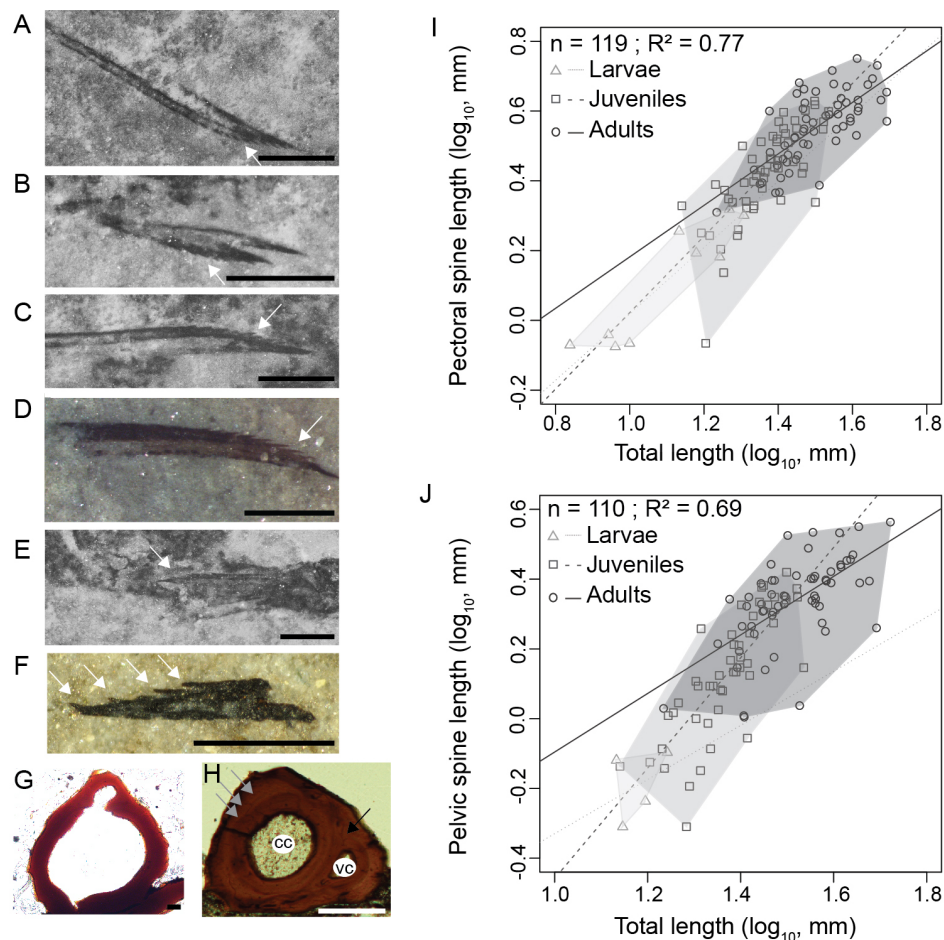 A
B
C
D
E
F
G
H
cc
vc
I
n = 119 ; R² = 0.77
Larvae
Juveniles
Adults
Pectoral spine length (log₁₀, mm)
0.8
0.6
0.4
0.2
0.0
-0.2
0.8 1.0 1.2 1.4 1.6 1.8
Total length (log₁₀, mm)
J
n = 110 ; R² = 0.69
Larvae
Juveniles
Adults
Pelvic spine length (log₁₀, mm)
0.6
0.4
0.2
0.0
-0.2
-0.4
1.0 1.2 1.4 1.6 1.8
Total length (log₁₀, mm)